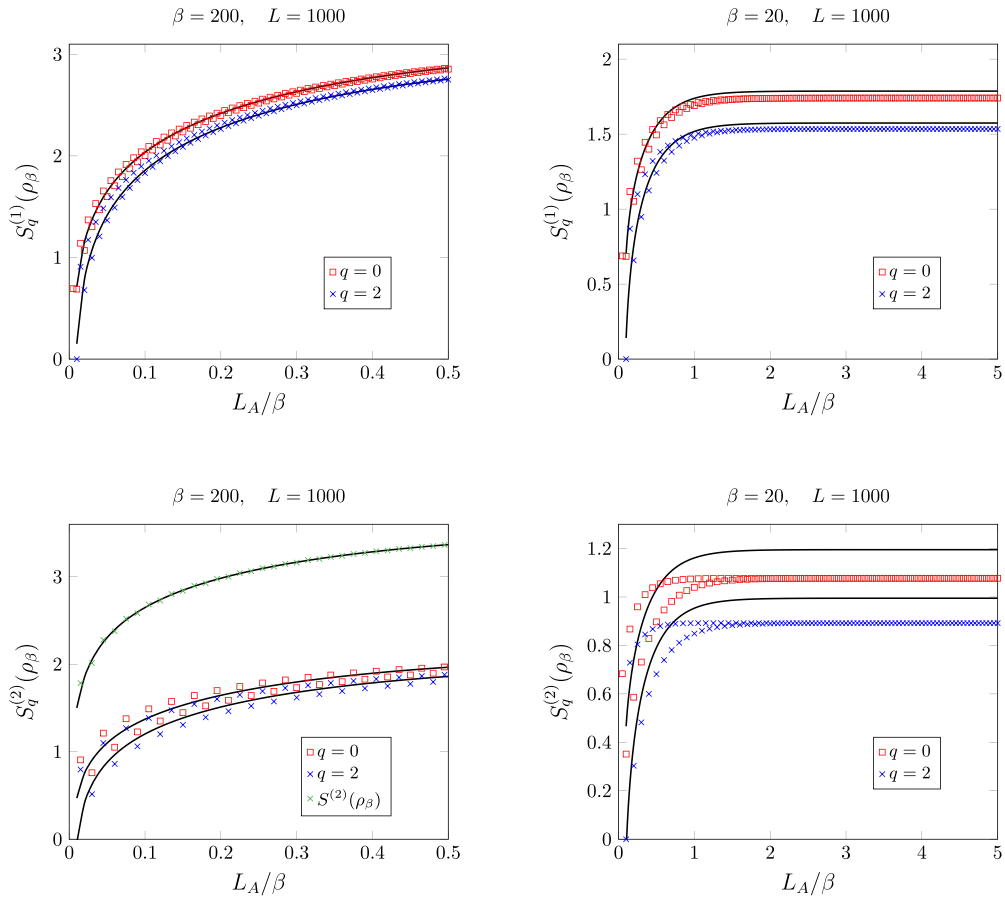 β = 200, L = 1000
S_q^(1)(ρ_β)
3
2
1
0
0 0.1 0.2 0.3 0.4 0.5
L_A/β
q = 0
q = 2
β = 20, L = 1000
S_q^(1)(ρ_β)
2
1.5
1
0.5
0
0 1 2 3 4 5
L_A/β
q = 0
q = 2
β = 200, L = 1000
S_q^(2)(ρ_β)
3
2
1
0
0 0.1 0.2 0.3 0.4 0.5
L_A/β
q = 0
q = 2
S^(2)(ρ_β)
β = 20, L = 1000
S_q^(2)(ρ_β)
1.2
1
0.8
0.6
0.4
0.2
0
0 1 2 3 4 5
L_A/β
q = 0
q = 2